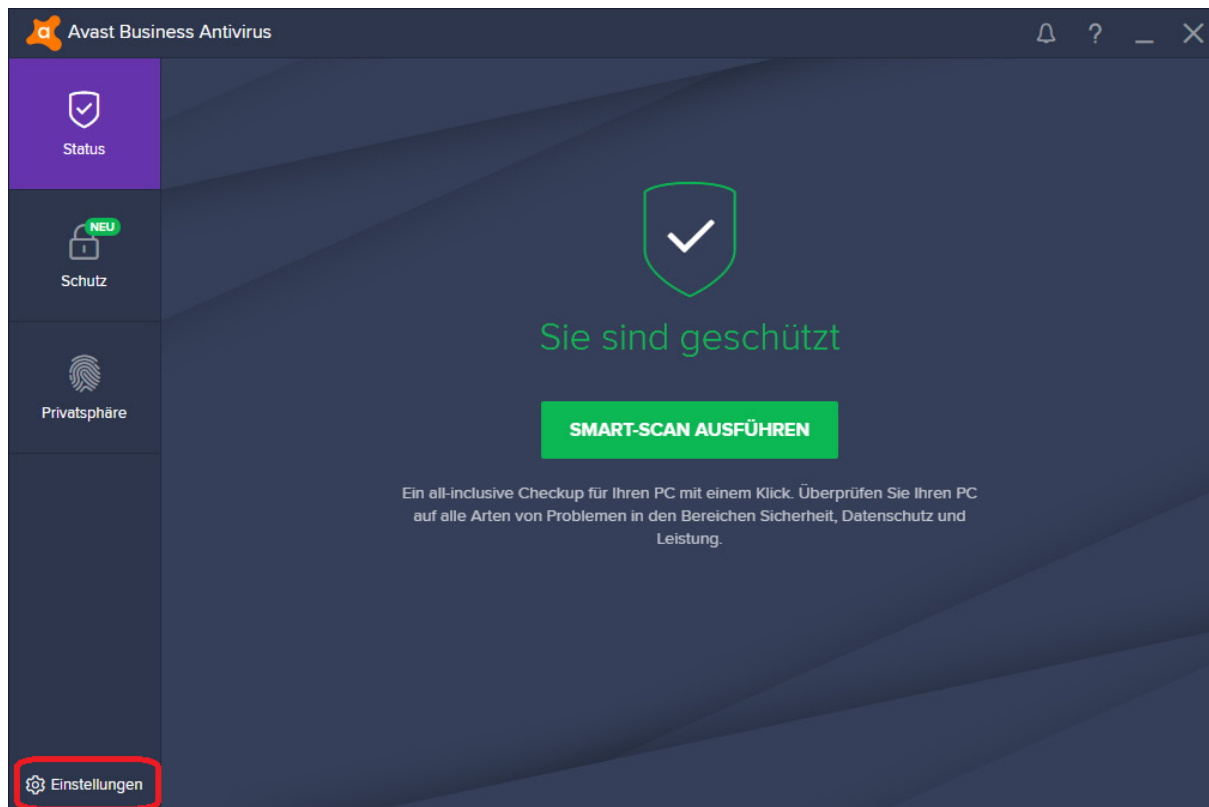 Avast Business Antivirus
?
Status
NEU
Schutz
Privatsphäre
Einstellungen
Sie sind geschützt
SMART-SCAN AUSFÜHREN
Ein all-inclusive Checkup für Ihren PC mit einem Klick. Überprüfen Sie Ihren PC
auf alle Arten von Problemen in den Bereichen Sicherheit, Datenschutz und
Leistung.